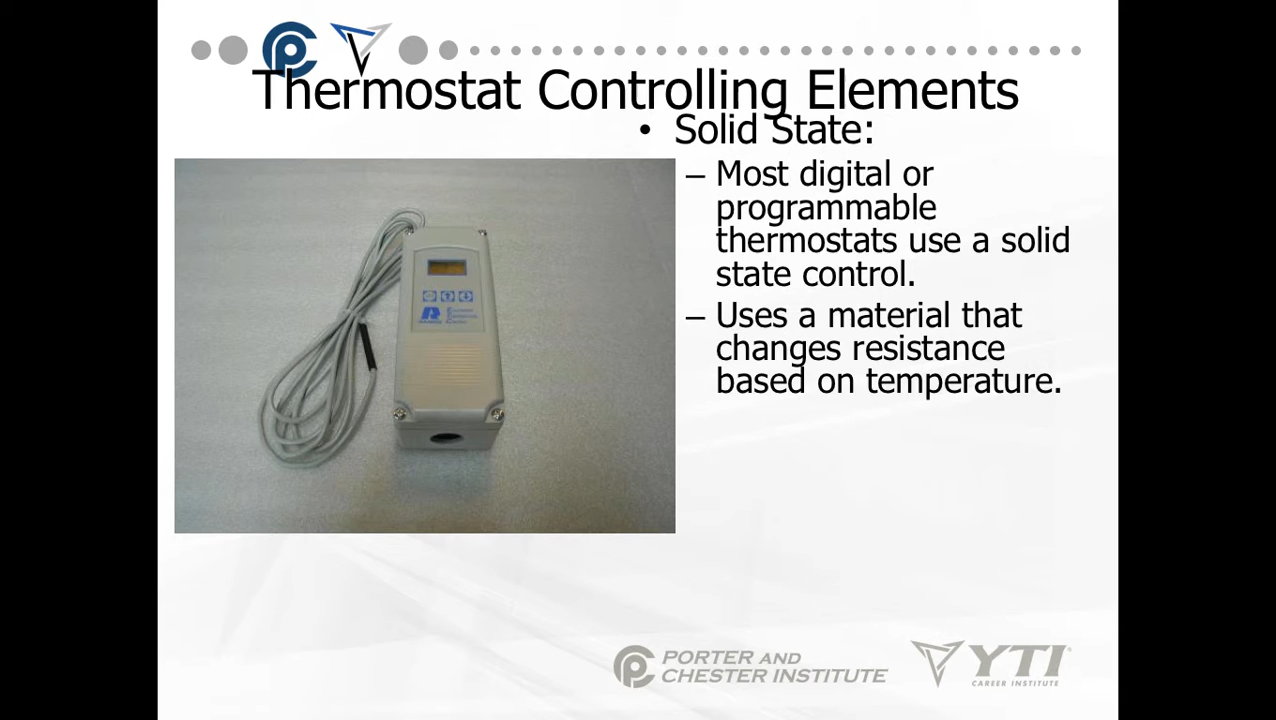 Thermostat Controlling Elements
• Solid State:
– Most digital or
programmable
thermostats use a solid
state control.
– Uses a material that
changes resistance
based on temperature.
PORTER AND
CHESTER INSTITUTE
YTI
CAREER INSTITUTE